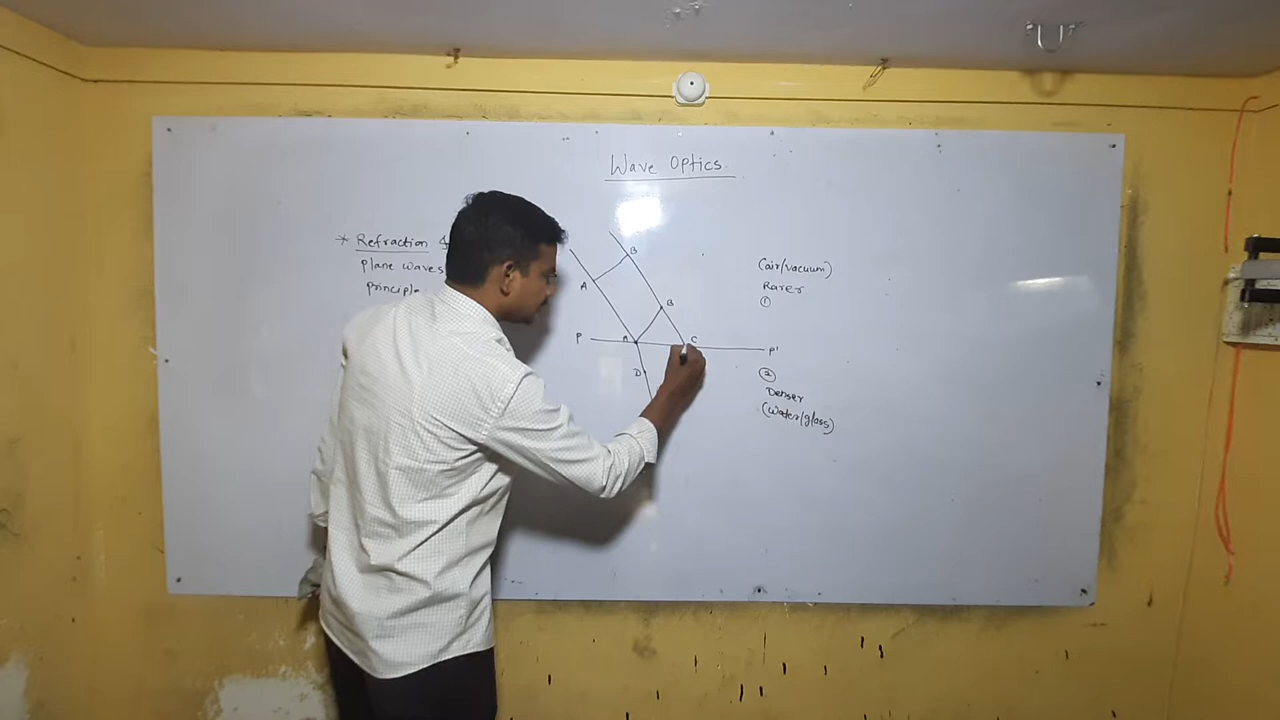 Wave Optics
* Refraction
plane waves
principle
B
A
B
P
A
C
P'
D
(air/vacuum)
Rarer
①
②
Denser
(Water/glass)